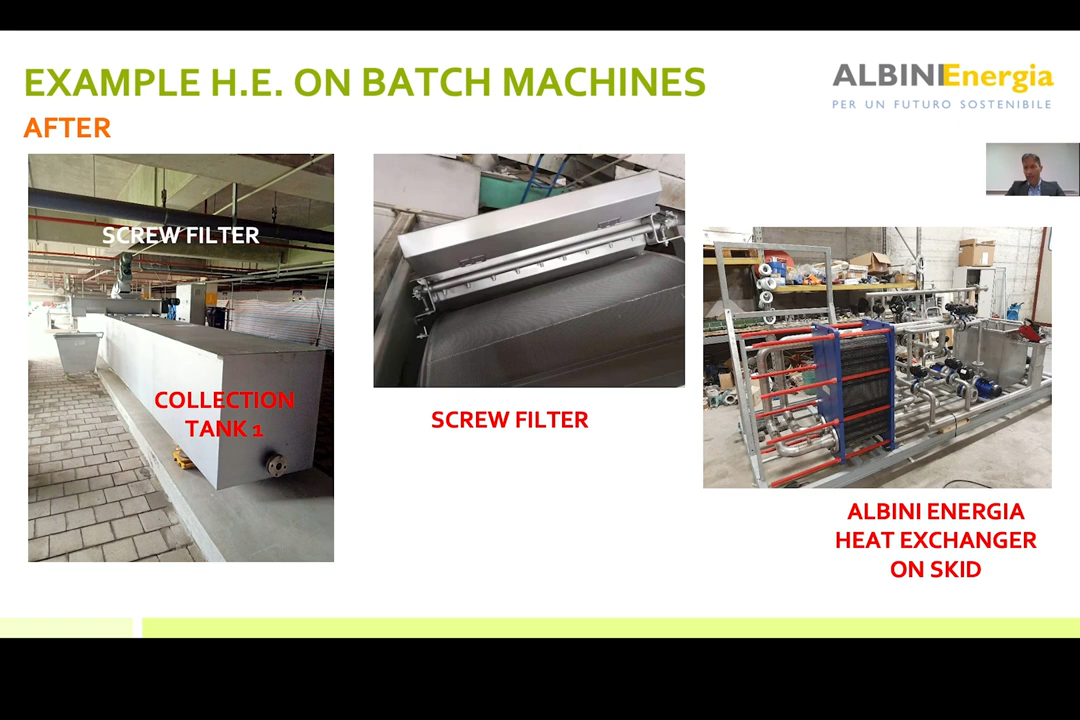 EXAMPLE H.E. ON BATCH MACHINES
AFTER
ALBINIEnergia
PER UN FUTURO SOSTENIBILE
SCREW FILTER
COLLECTION
TANK 1
SCREW FILTER
ALBINI ENERGIA
HEAT EXCHANGER
ON SKID